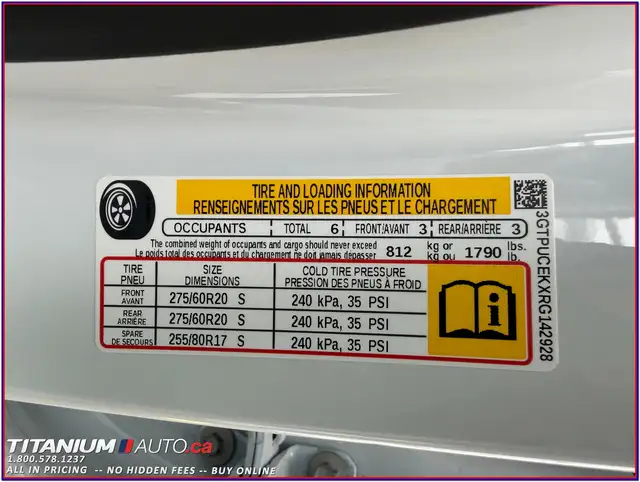 TIRE AND LOADING INFORMATION
RENSEIGNEMENTS SUR LES PNEUS ET LE CHARGEMENT
OCCUPANTS TOTAL 6 FRONT/AVANT 3 REAR/ARRIÈRE 3
The combined weight of occupants and cargo should never exceed 812 kg or 1790 lbs.
Le poids total des occupants et du chargement ne doit jamais dépasser kg ou lb.
TIRE SIZE COLD TIRE PRESSURE
PNEU DIMENSIONS PRESSION DES PNEUS À FROID
FRONT
AVANT 275/60R20 S 240 kPa, 35 PSI
REAR
ARRIÈRE 275/60R20 S 240 kPa, 35 PSI
SPARE
DE SECOURS 255/80R17 S 240 kPa, 35 PSI
i
3GTPUCEKXRG142928
TITANIUM AUTO.ca
1.800.578.1237
ALL IN PRICING -- NO HIDDEN FEES -- BUY ONLINE